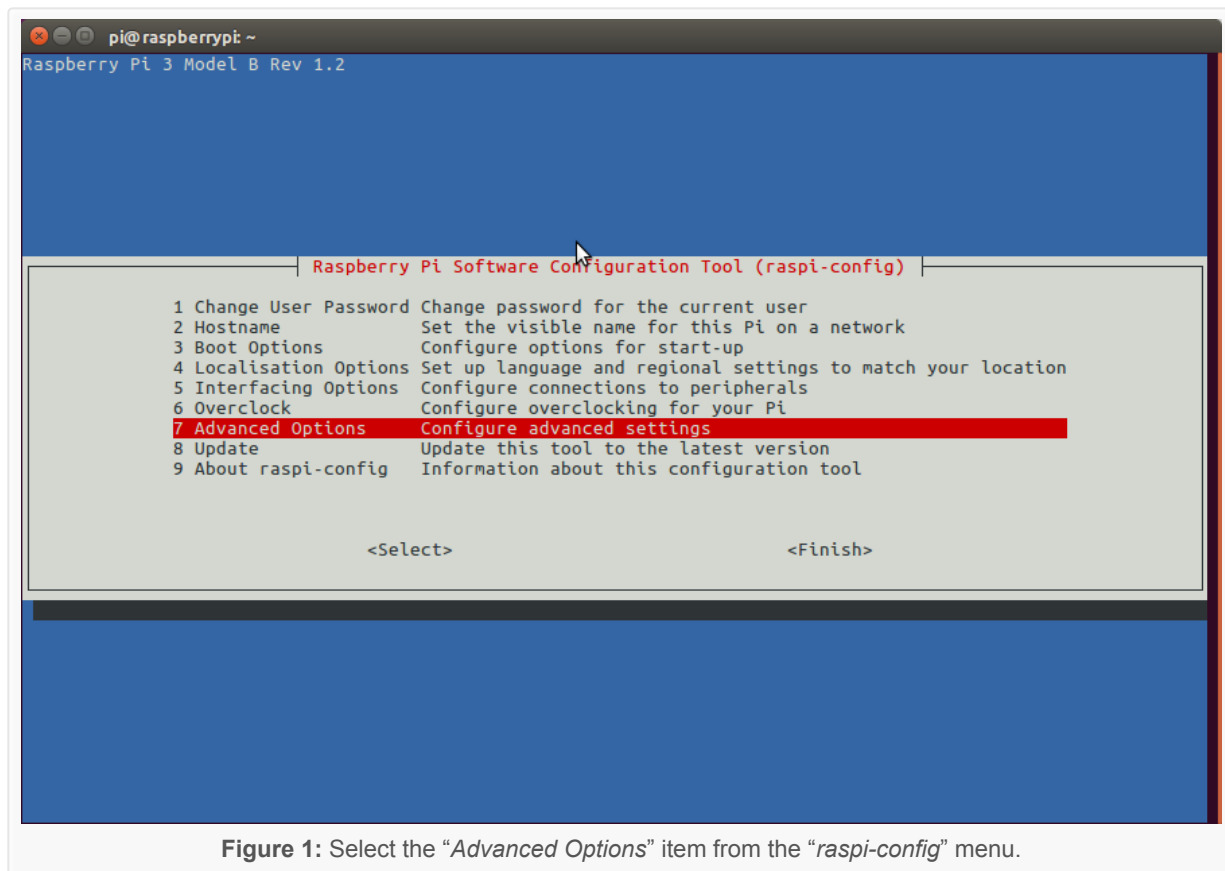 pi@raspberrypi: ~
Raspberry Pi 3 Model B Rev 1.2
Raspberry Pi Software Configuration Tool (raspi-config)
1 Change User Password Change password for the current user
2 Hostname Set the visible name for this Pi on a network
3 Boot Options Configure options for start-up
4 Localisation Options Set up language and regional settings to match your location
5 Interfacing Options Configure connections to peripherals
6 Overclock Configure overclocking for your Pi
7 Advanced Options Configure advanced settings
8 Update Update this tool to the latest version
9 About raspi-config Information about this configuration tool
<Select> <Finish>
Figure 1: Select the “Advanced Options” item from the “raspi-config” menu.